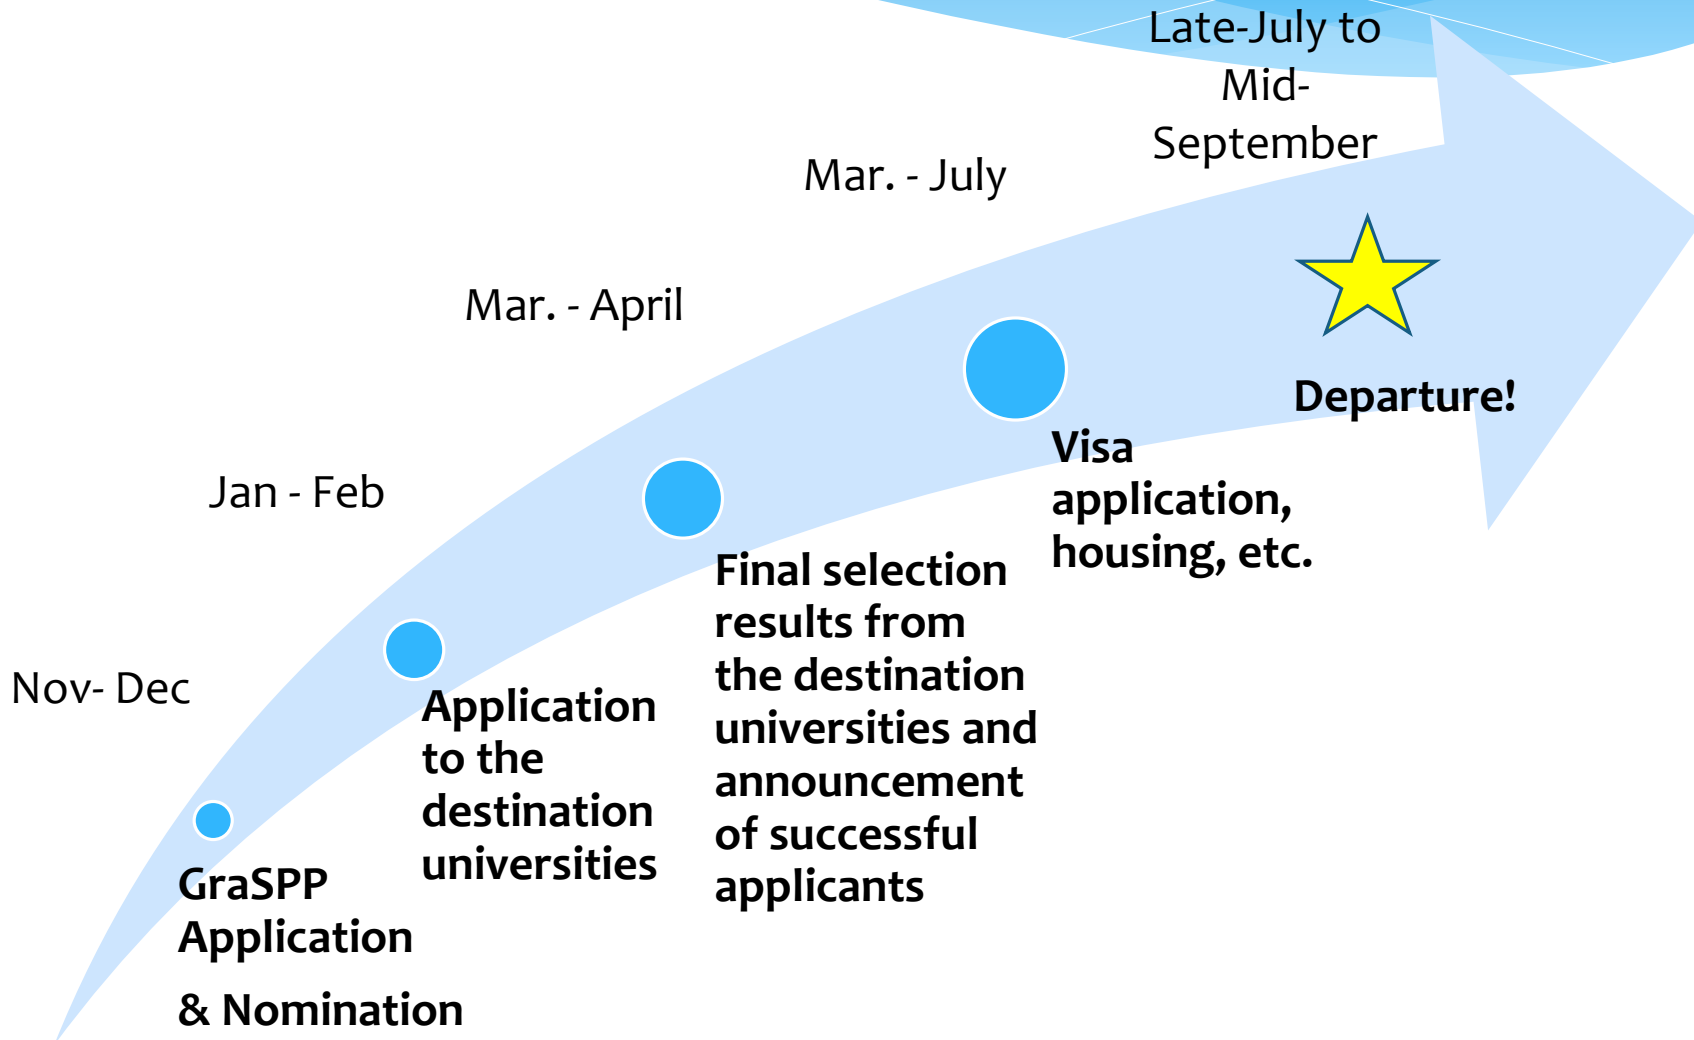 Late-July to
Mid-
September
Mar. - July
Mar. - April
Jan - Feb
Nov- Dec
Departure!
Visa
application,
housing, etc.
Final selection
results from
the destination
universities and
announcement
of successful
applicants
Application
to the
destination
universities
GraSPP
Application
& Nomination